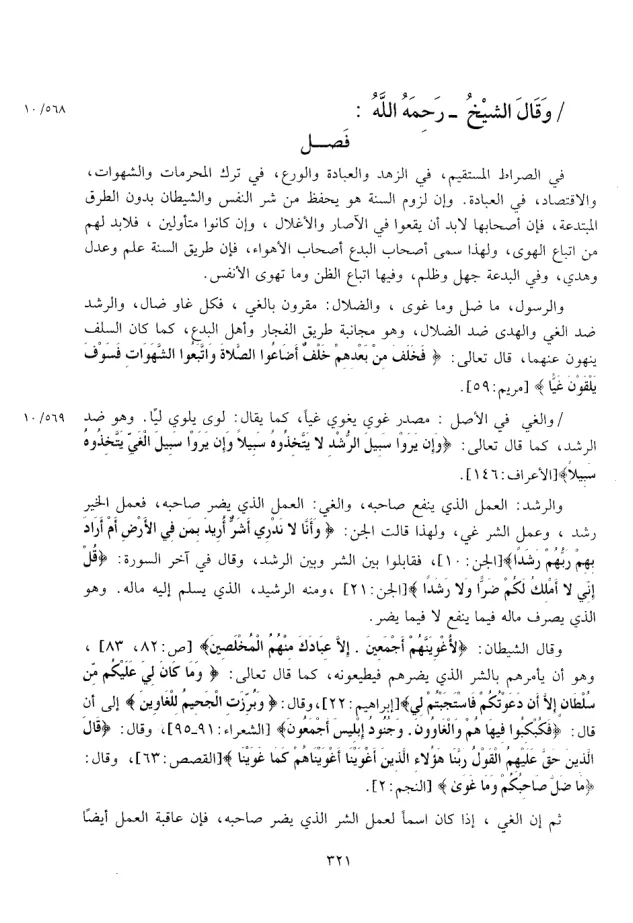 ١٠/٥٦٨
/ وَقَالَ الشيْخُ ـ رَحِمَهُ اللَّهُ :
فَصـل
في الصراط المستقيم، في الزهد والعبادة والورع، في ترك المحرمات والشهوات،
والاقتصاد، في العبادة. وإن لزوم السنة هو يحفظ من شر النفس والشيطان بدون الطرق
المبتدعة، فإن أصحابها لابد أن يقعوا في الآصار والأغلال ، وإن كانوا متأولين ، فلابد لهم
من اتباع الهوى، ولهذا سمى أصحاب البدع أصحاب الأهواء، فإن طريق السنة علم وعدل
وهدي، وفي البدعة جهل وظلم، وفيها اتباع الظن وما تهوى الأنفس.
والرسول، ما ضل وما غوى ، والضلال: مقرون بالغي ، فكل غاو ضال، والرشد
ضد الغي والهدى ضد الضلال، وهو مجانبة طريق الفجار وأهل البدع، كما كان السلف
ينهون عنهما، قال تعالى: ﴿ فَخَلَفَ مِنْ بَعْدِهِمْ خَلْفٌ أَضَاعُوا الصَّلاةَ وَاتَّبَعُوا الشَّهَوَاتِ فَسَوْفَ
يَلْقَوْنَ غَيًّا ﴾ [مريم:٥٩].
١٠/٥٦٩
/والغي في الأصل : مصدر غوي يغوي غياً، كما يقال: لوى يلوي ليًا. وهو ضد
الرشد، كما قال تعالى: ﴿وَإِن يَرَوْا سَبِيلَ الرُّشْدِ لا يَتَّخِذُوهُ سَبِيلاً وَإِن يَرَوْا سَبِيلَ الْغَيِّ يَتَّخِذُوهُ
سَبِيلاً﴾[الأعراف:١٤٦].
والرشد: العمل الذي ينفع صاحبه، والغي: العمل الذي يضر صاحبه، فعمل الخير
رشد ، وعمل الشر غي، ولهذا قالت الجن: ﴿ وَأَنَّا لا نَدْرِي أَشَرٌّ أُرِيدَ بِمَن فِي الأَرْضِ أَمْ أَرَادَ
بِهِمْ رَبُّهُمْ رَشَدًا﴾[الجن:١٠]، فقابلوا بين الشر وبين الرشد، وقال في آخر السورة: ﴿قُلْ
إِنِّي لا أَمْلِكُ لَكُمْ ضَرًّا وَلا رَشَدًا ﴾[الجن:٢١] ،ومنه الرشيد، الذي يسلم إليه ماله. وهو
الذي يصرف ماله فيما ينفع لا فيما يضر.
وقال الشيطان: ﴿لأُغْوِيَنَّهُمْ أَجْمَعِينَ . إِلاَّ عِبَادَكَ مِنْهُمُ الْمُخْلَصِينَ﴾ [ص:٨٢، ٨٣] ،
وهو أن يأمرهم بالشر الذي يضرهم فيطيعونه، كما قال تعالى: ﴿ وَمَا كَانَ لِيَ عَلَيْكُم مِّن
سُلْطَانٍ إِلاَّ أَن دَعَوْتُكُمْ فَاسْتَجَبْتُمْ لِي﴾[إبراهيم:٢٢]،وقال: ﴿ وَبُرِّزَتِ الْجَحِيمُ لِلْغَاوِينَ ﴾ إلى أن
قال: ﴿فَكُبْكِبُوا فِيهَا هُمْ وَالْغَاوُونَ. وَجُنُودُ إِبْلِيسَ أَجْمَعُونَ﴾ [الشعراء:٩١-٩٥]، وقال: ﴿قَالَ
الَّذِينَ حَقَّ عَلَيْهِمُ الْقَوْلُ رَبَّنَا هَؤُلاءِ الَّذِينَ أَغْوَيْنَا أَغْوَيْنَاهُمْ كَمَا غَوَيْنَا ﴾[القصص:٦٣]، وقال:
﴿مَا ضَلَّ صَاحِبُكُمْ وَمَا غَوَىٰ ﴾ [النجم:٢].
ثم إن الغي ، إذا كان اسماً لعمل الشر الذي يضر صاحبه، فإن عاقبة العمل أيضًا
٣٢١